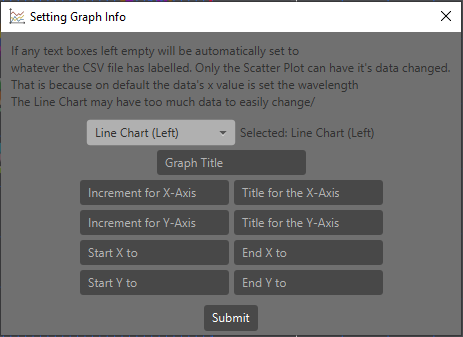 Setting Graph Info
If any text boxes left empty will be automatically set to
whatever the CSV file has labelled. Only the Scatter Plot can have it's data changed.
That is because on default the data's x value is set the wavelength
The Line Chart may have too much data to easily change/
Line Chart (Left) Selected: Line Chart (Left)
Graph Title
Increment for X-Axis Title for the X-Axis
Increment for Y-Axis Title for the Y-Axis
Start X to End X to
Start Y to End Y to
Submit